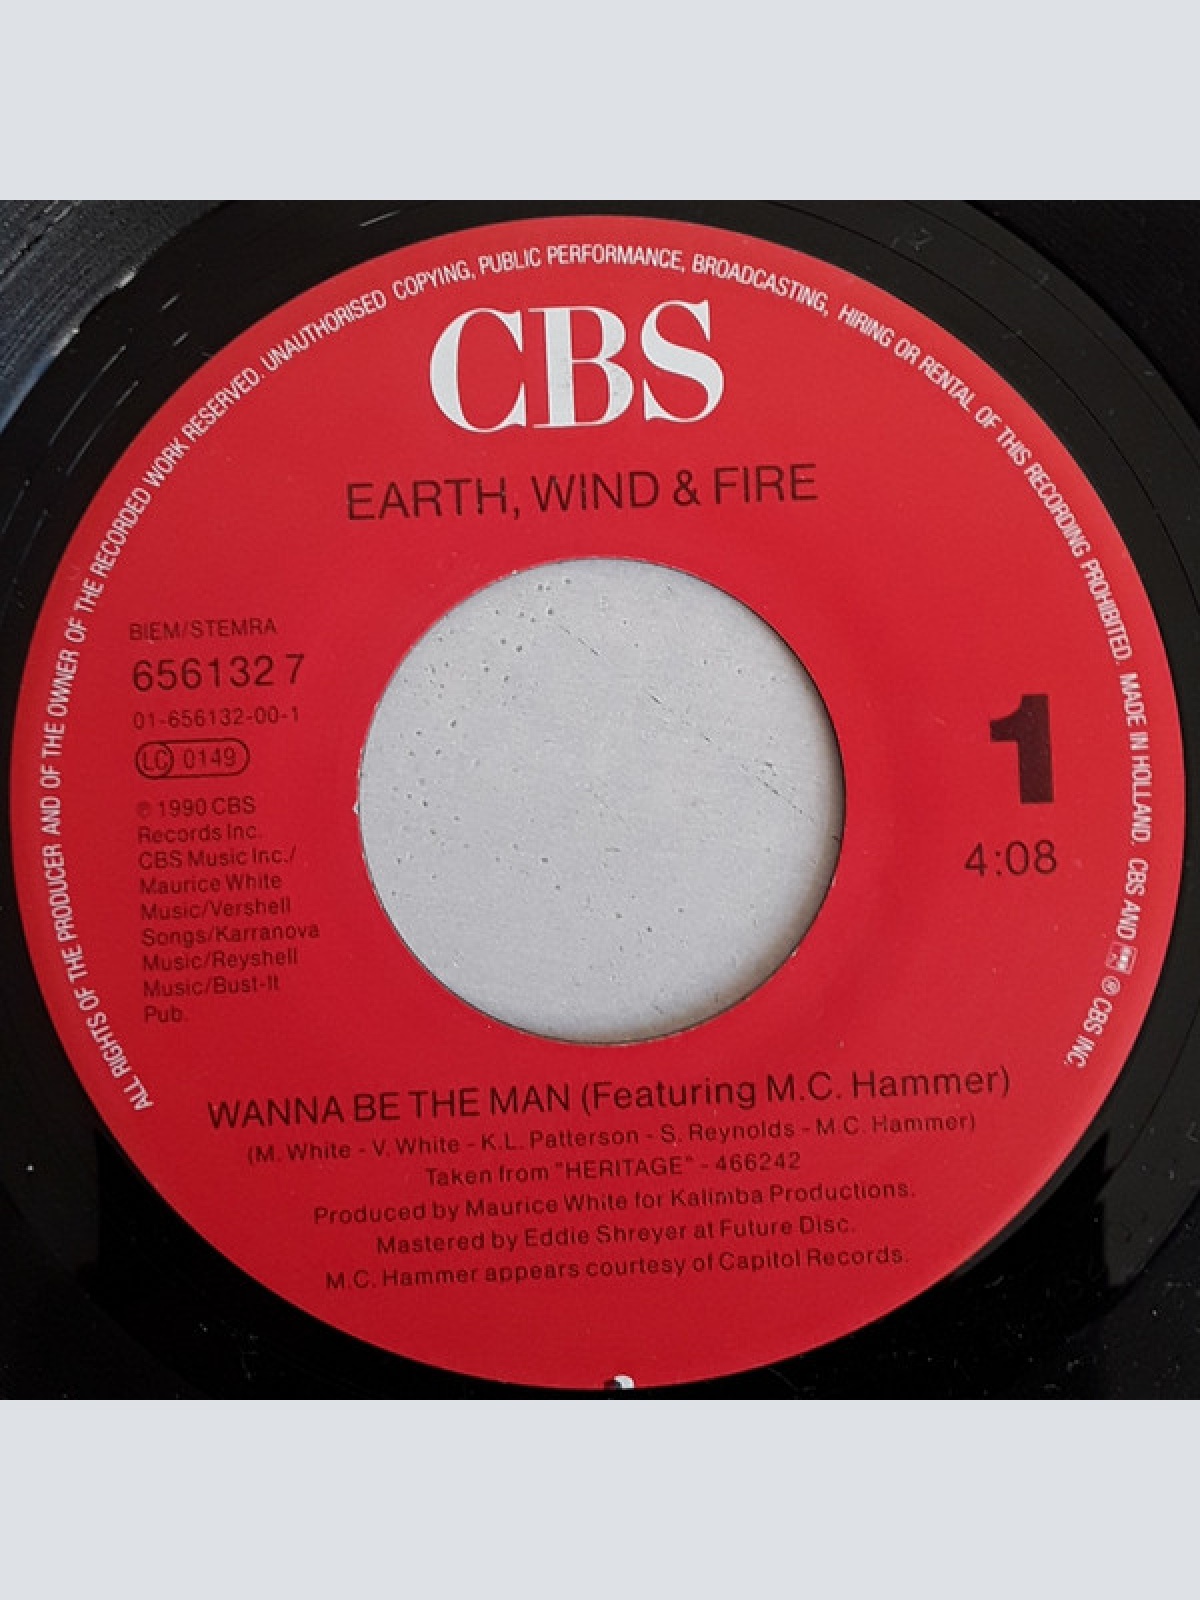 ALL RIGHTS OF THE PRODUCER AND OF THE OWNER OF THE RECORDED WORK RESERVED. UNAUTHORISED COPYING, PUBLIC PERFORMANCE, BROADCASTING, HIRING OR RENTAL OF THIS RECORDING PROHIBITED. MADE IN HOLLAND. CBS AND ℗ CBS INC.
CBS
EARTH, WIND & FIRE
BIEM/STEMRA
656132 7
01-656132-00-1
LC 0149
℗ 1990 CBS
Records Inc.
CBS Music Inc./
Maurice White
Music/Vershell
Songs/Karranova
Music/Reyshell
Music/Bust-It
Pub.
1
4:08
WANNA BE THE MAN (Featuring M.C. Hammer)
(M. White - V. White - K.L. Patterson - S. Reynolds - M.C. Hammer)
Taken from "HERITAGE" - 466242
Produced by Maurice White for Kalimba Productions.
Mastered by Eddie Shreyer at Future Disc.
M.C. Hammer appears courtesy of Capitol Records.